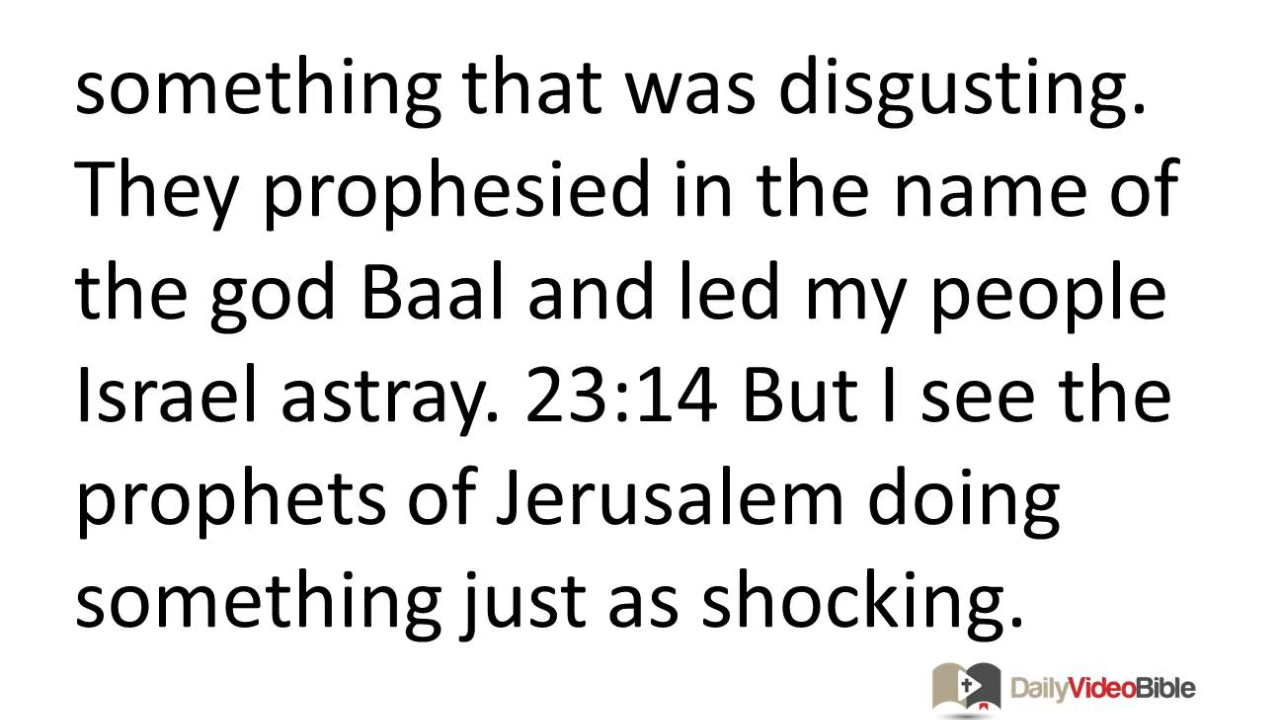 something that was disgusting.
They prophesied in the name of
the god Baal and led my people
Israel astray. 23:14 But I see the
prophets of Jerusalem doing
something just as shocking.
DailyVideoBible